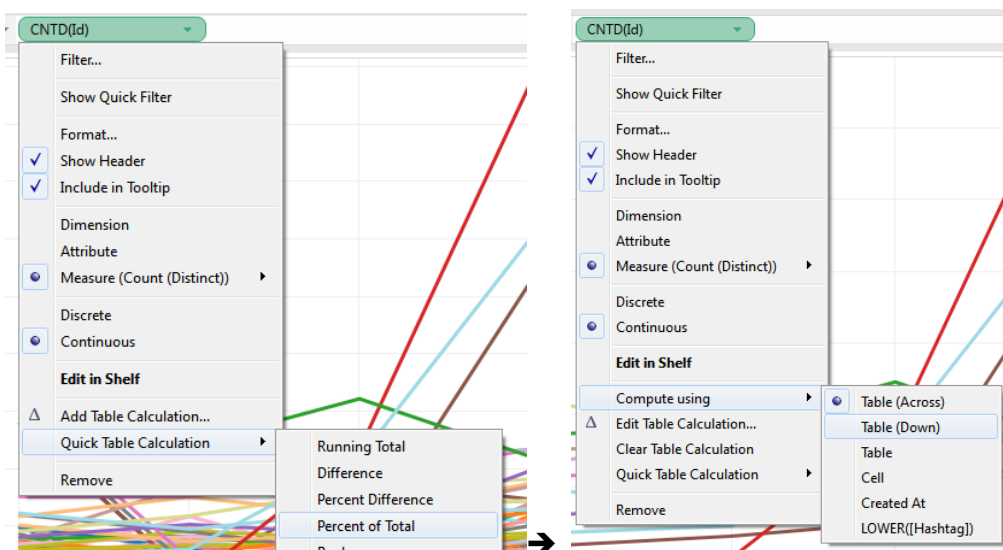 CNTD(Id)
Filter...
Show Quick Filter
Format...
Show Header
Include in Tooltip
Dimension
Attribute
Measure (Count (Distinct))
Discrete
Continuous
Edit in Shelf
Δ Add Table Calculation...
Quick Table Calculation
Remove
Running Total
Difference
Percent Difference
Percent of Total
CNTD(Id)
Filter...
Show Quick Filter
Format...
Show Header
Include in Tooltip
Dimension
Attribute
Measure (Count (Distinct))
Discrete
Continuous
Edit in Shelf
Compute using
Δ Edit Table Calculation...
Clear Table Calculation
Quick Table Calculation
Remove
Table (Across)
Table (Down)
Table
Cell
Created At
LOWER([Hashtag])